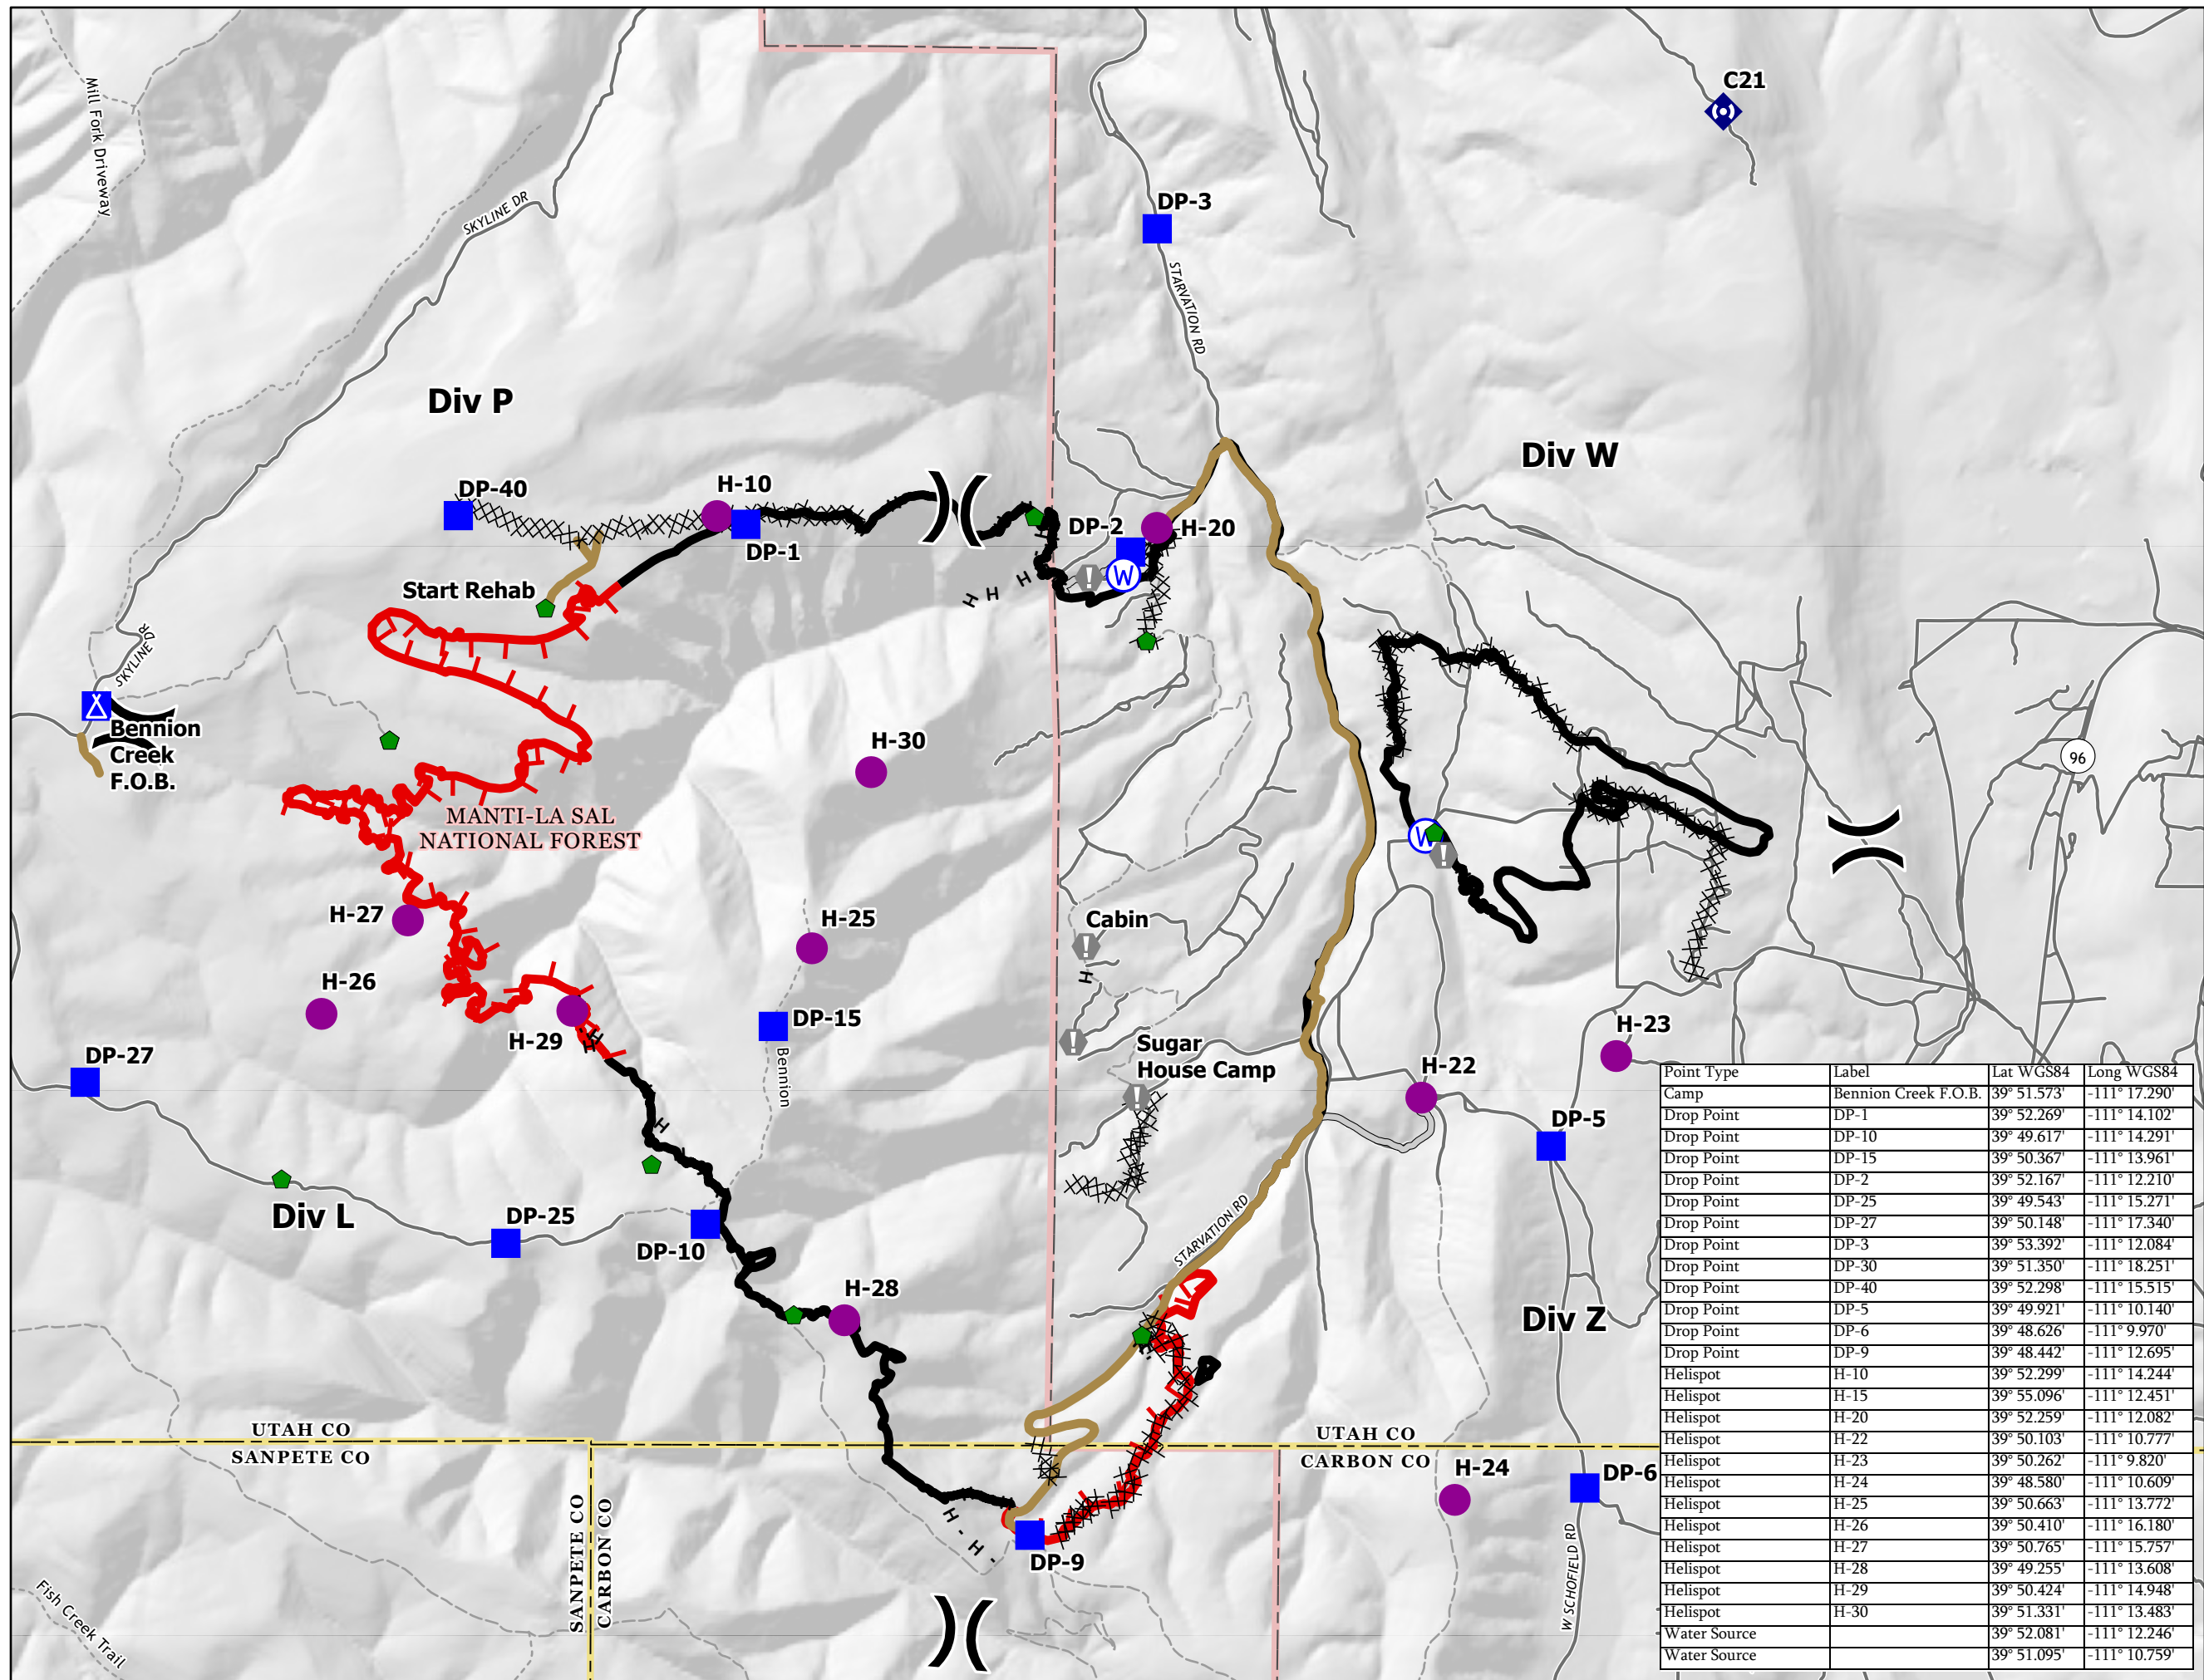 C21
Mill Fork Driveway
DP-3
SKYLINE DR
STARVATION RD
Div P
Div W
DP-40
H-10
DP-1
DP-2
H-20
W
H
H
H
H
Start Rehab
SKYLINE DR
Bennion
Creek
F.O.B.
H-30
96
MANTI-LA SAL
NATIONAL FOREST
W
H-27
H-25
Cabin
H
H-26
DP-15
H-29
H
H
Sugar
House Camp
H-23
DP-27
Bennion
H-22
H
DP-5
Div L
DP-25
DP-10
STARVATION RD
H-28
Div Z
UTAH CO
SANPETE CO
UTAH CO
CARBON CO
H-24
DP-6
SANPETE CO
CARBON CO
H - H -
DP-9
W SCHOFIELD RD
Fish Creek Trail
Point Type Label Lat WGS84 Long WGS84
Camp Bennion Creek F.O.B. 39° 51.573' -111° 17.290'
Drop Point DP-1 39° 52.269' -111° 14.102'
Drop Point DP-10 39° 49.617' -111° 14.291'
Drop Point DP-15 39° 50.367' -111° 13.961'
Drop Point DP-2 39° 52.167' -111° 12.210'
Drop Point DP-25 39° 49.543' -111° 15.271'
Drop Point DP-27 39° 50.148' -111° 17.340'
Drop Point DP-3 39° 53.392' -111° 12.084'
Drop Point DP-30 39° 51.350' -111° 18.251'
Drop Point DP-40 39° 52.298' -111° 15.515'
Drop Point DP-5 39° 49.921' -111° 10.140'
Drop Point DP-6 39° 48.626' -111° 9.970'
Drop Point DP-9 39° 48.442' -111° 12.695'
Helispot H-10 39° 52.299' -111° 14.244'
Helispot H-15 39° 55.096' -111° 12.451'
Helispot H-20 39° 52.259' -111° 12.082'
Helispot H-22 39° 50.103' -111° 10.777'
Helispot H-23 39° 50.262' -111° 9.820'
Helispot H-24 39° 48.580' -111° 10.609'
Helispot H-25 39° 50.663' -111° 13.772'
Helispot H-26 39° 50.410' -111° 16.180'
Helispot H-27 39° 50.765' -111° 15.757'
Helispot H-28 39° 49.255' -111° 13.608'
Helispot H-29 39° 50.424' -111° 14.948'
Helispot H-30 39° 51.331' -111° 13.483'
Water Source 39° 52.081' -111° 12.246'
Water Source 39° 51.095' -111° 10.759'